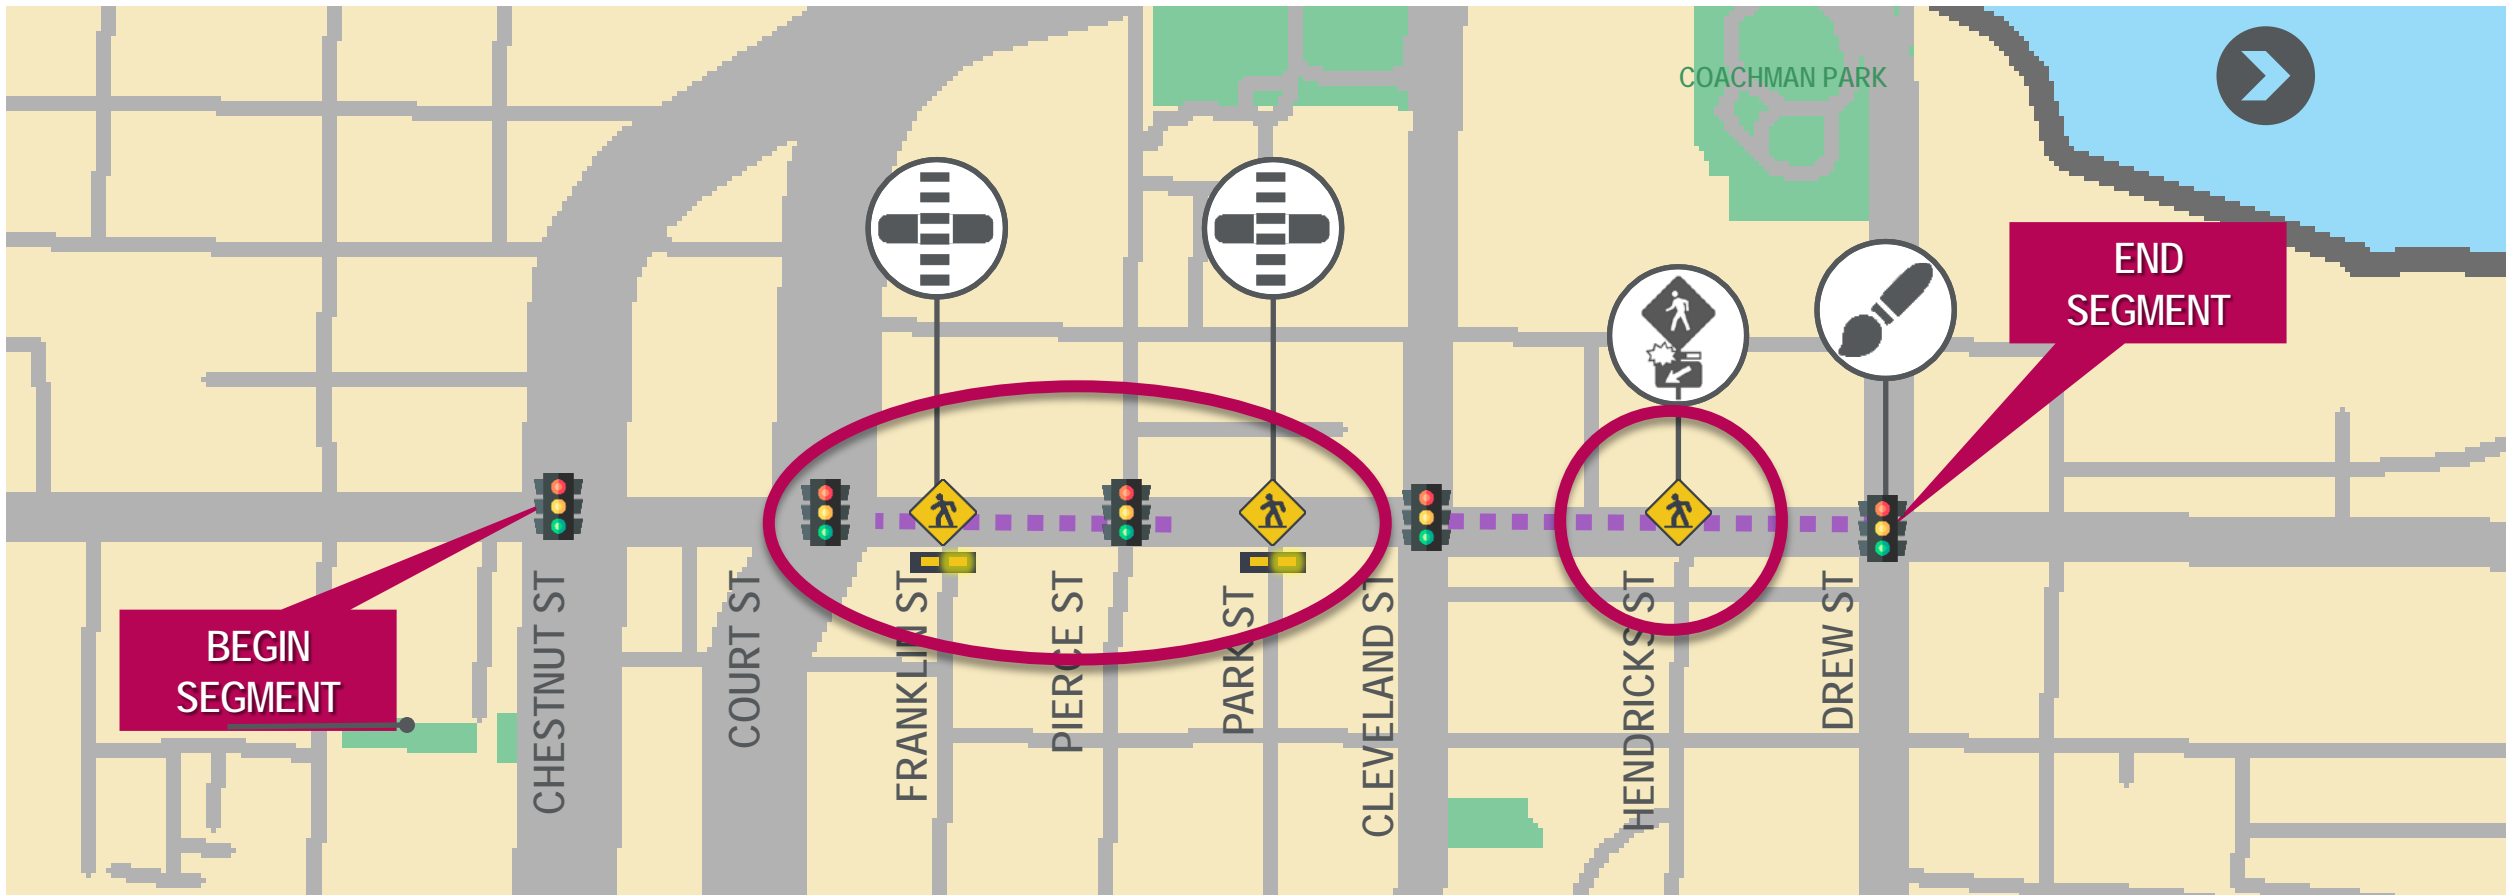 COACHMAN PARK
END
SEGMENT
BEGIN
SEGMENT
CHESTNUT ST
COURT ST
FRANKLIN ST
PIERCE ST
PARK ST
CLEVELAND ST
HENDRICKS ST
DREW ST